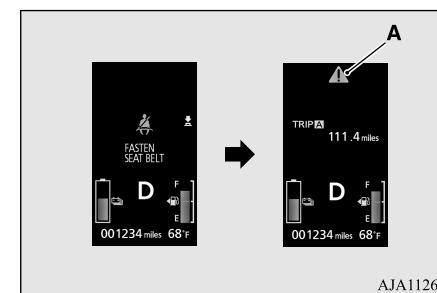 A
FASTEN
SEAT BELT
D
F
E
001234 miles 68°F
TRIP A
111.4 miles
D
F
E
001234 miles 68°F
AJA1126